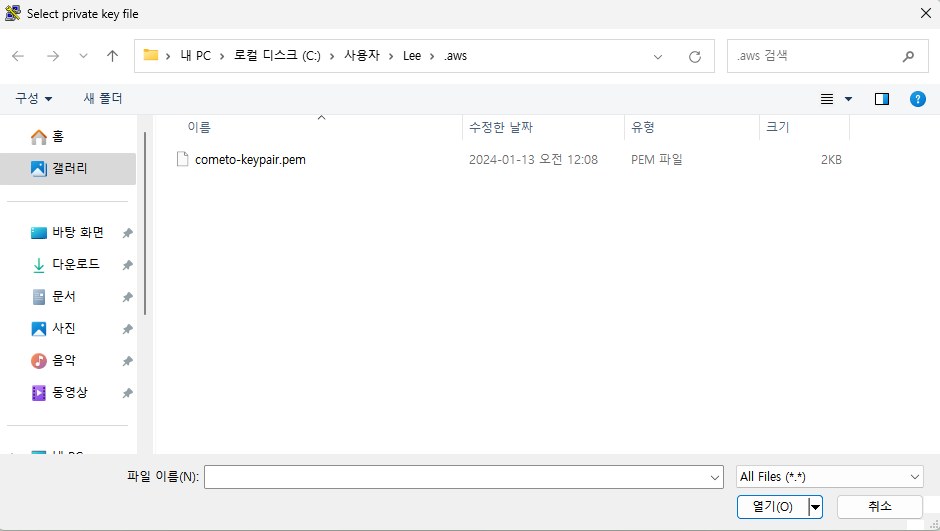 Select private key file
내 PC > 로컬 디스크 (C:) > 사용자 > Lee > .aws
.aws 검색
구성 새 폴더
이름 수정한 날짜 유형 크기
cometo-keypair.pem 2024-01-13 오전 12:08 PEM 파일 2KB
홈
갤러리
바탕 화면
다운로드
문서
사진
음악
동영상
내 PC
파일 이름(N):
All Files (*.*)
열기(O) 취소